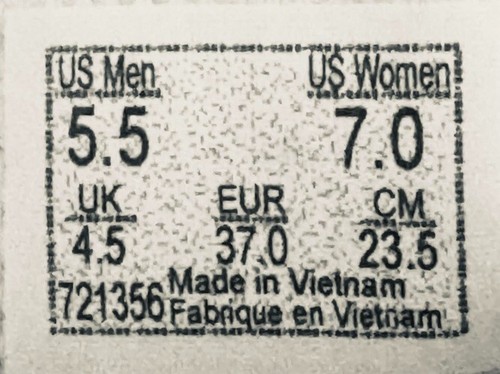 US Men US Women
5.5 7.0
UK EUR CM
4.5 37.0 23.5
721356 Made in Vietnam
Fabrique en Vietnam